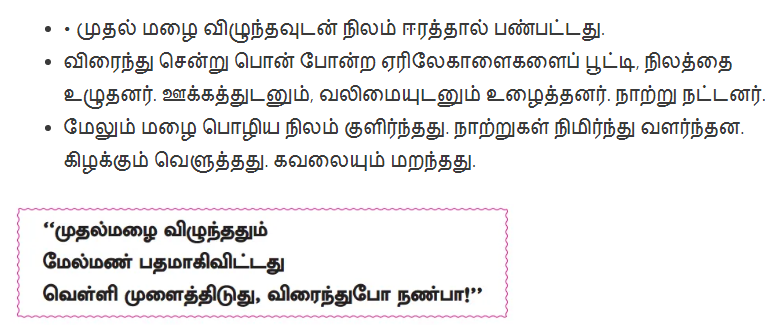 • • முதல் மழை விழுந்தவுடன் நிலம் ஈரத்தால் பண்பட்டது.
• விரைந்து சென்று பொன் போன்ற ஏரிலேகாளைகளைப் பூட்டி, நிலத்தை
உழுதனர். ஊக்கத்துடனும், வலிமையுடனும் உழைத்தனர். நாற்று நட்டனர்.
• மேலும் மழை பொழிய நிலம் குளிர்ந்தது. நாற்றுகள் நிமிர்ந்து வளர்ந்தன.
கிழக்கும் வெளுத்தது. கவலையும் மறந்தது.
“முதல்மழை விழுந்ததும்
மேல்மண் பதமாகிவிட்டது
வெள்ளி முளைத்திடுது, விரைந்துபோ நண்பா!”